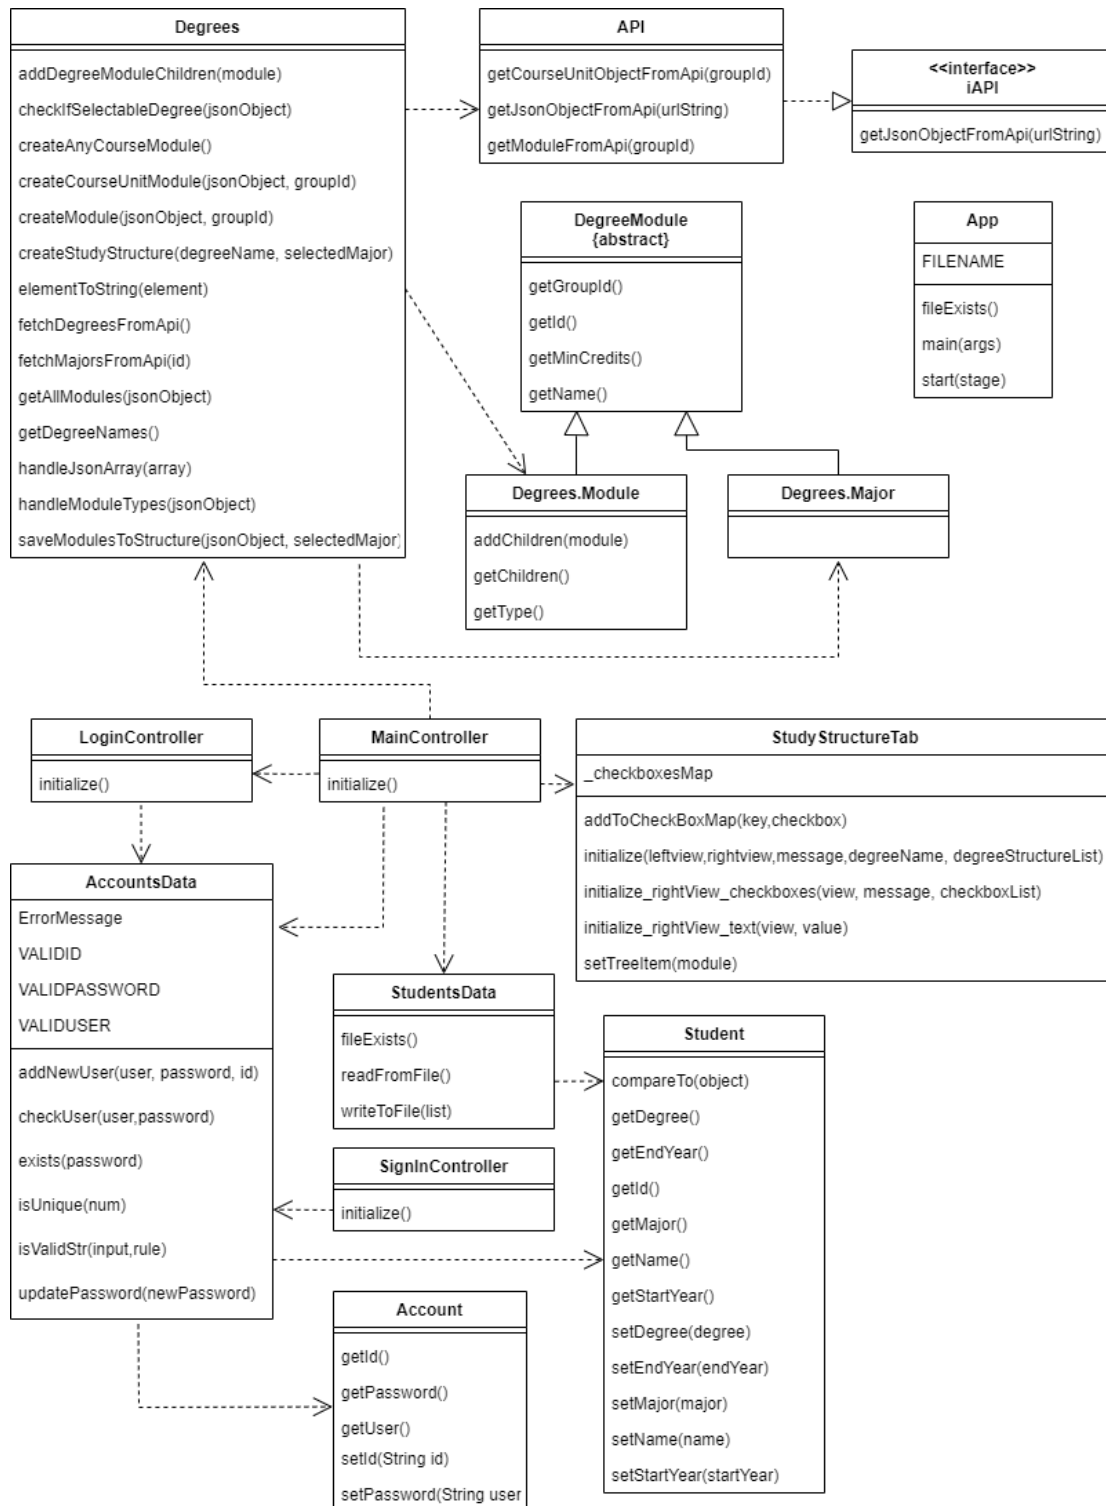 Degrees
addDegreeModuleChildren(module)
checkIfSelectableDegree(jsonObject)
createAnyCourseModule()
createCourseUnitModule(jsonObject, groupId)
createModule(jsonObject, groupId)
createStudyStructure(degreeName, selectedMajor)
elementToString(element)
fetchDegreesFromApi()
fetchMajorsFromApi(id)
getAllModules(jsonObject)
getDegreeNames()
handleJsonArray(array)
handleModuleTypes(jsonObject)
saveModulesToStructure(jsonObject, selectedMajor)
API
getCourseUnitObjectFromApi(groupId)
getJsonObjectFromApi(urlString)
getModuleFromApi(groupId)
<<interface>>
iAPI
getJsonObjectFromApi(urlString)
DegreeModule
{abstract}
getGroupId()
getId()
getMinCredits()
getName()
App
FILENAME
fileExists()
main(args)
start(stage)
Degrees.Module
addChildren(module)
getChildren()
getType()
Degrees.Major
LoginController
initialize()
MainController
initialize()
StudyStructureTab
_checkboxesMap
addToCheckBoxMap(key,checkbox)
initialize(leftview,rightview,message,degreeName, degreeStructureList)
initialize_rightView_checkboxes(view, message, checkboxList)
initialize_rightView_text(view, value)
setTreeItem(module)
AccountsData
ErrorMessage
VALIDID
VALIDPASSWORD
VALIDUSER
addNewUser(user, password, id)
checkUser(user,password)
exists(password)
isUnique(num)
isValidStr(input,rule)
updatePassword(newPassword)
StudentsData
fileExists()
readFromFile()
writeToFile(list)
SignInController
initialize()
Student
compareTo(object)
getDegree()
getEndYear()
getId()
getMajor()
getName()
getStartYear()
setDegree(degree)
setEndYear(endYear)
setMajor(major)
setName(name)
setStartYear(startYear)
Account
getId()
getPassword()
getUser()
setId(String id)
setPassword(String user